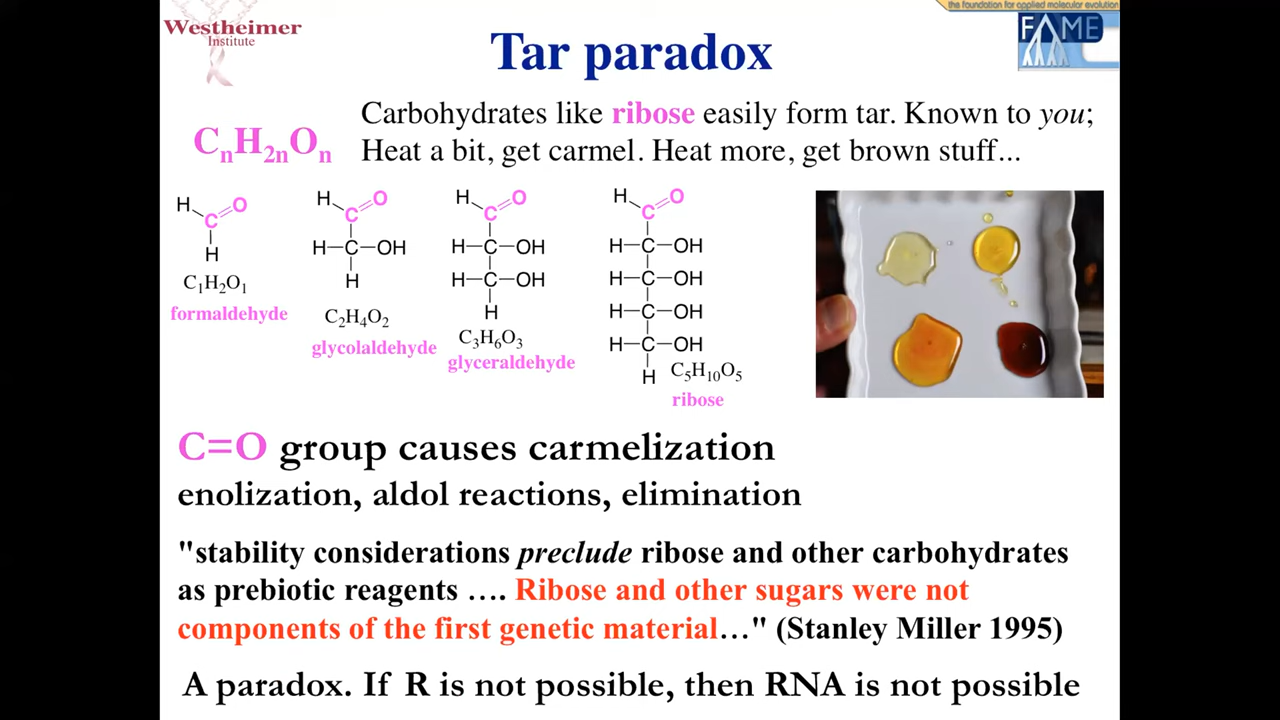 the foundation for applied molecular evolution
Westheimer
Institute
FAME
Tar paradox
Carbohydrates like ribose easily form tar. Known to you;
Heat a bit, get carmel. Heat more, get brown stuff...
CₙH₂ₙOₙ
H C=O H
C₁H₂O₁
formaldehyde
H C=O
H-C-OH
H
C₂H₄O₂
glycolaldehyde
H C=O
H-C-OH
H-C-OH
H
C₃H₆O₃
glyceraldehyde
H C=O
H-C-OH
H-C-OH
H-C-OH
H-C-OH
H
C₅H₁₀O₅
ribose
C=O group causes carmelization
enolization, aldol reactions, elimination
"stability considerations preclude ribose and other carbohydrates
as prebiotic reagents .... Ribose and other sugars were not
components of the first genetic material..." (Stanley Miller 1995)
A paradox. If R is not possible, then RNA is not possible